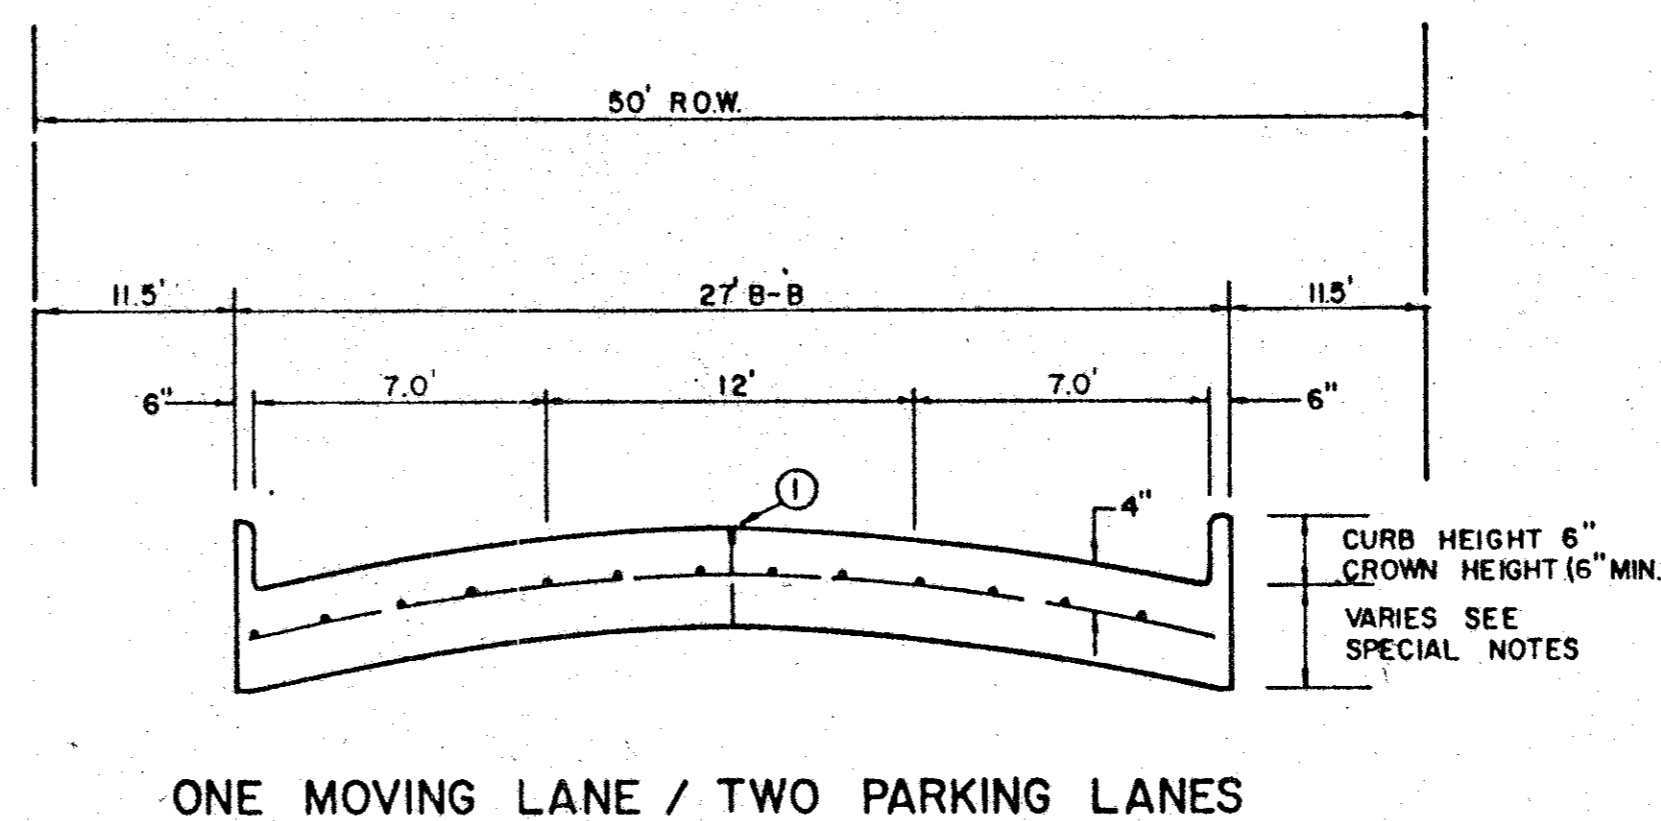 50' R.O.W.
11.5' 27' B-B 11.5'
6" 7.0' 12' 7.0' 6"
1
4"
CURB HEIGHT 6"
CROWN HEIGHT (6" MIN.
VARIES SEE
SPECIAL NOTES
ONE MOVING LANE / TWO PARKING LANES